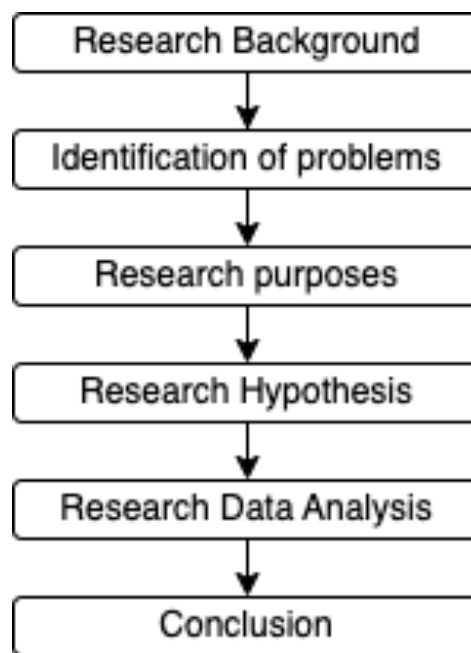 Research Background
Identification of problems
Research purposes
Research Hypothesis
Research Data Analysis
Conclusion